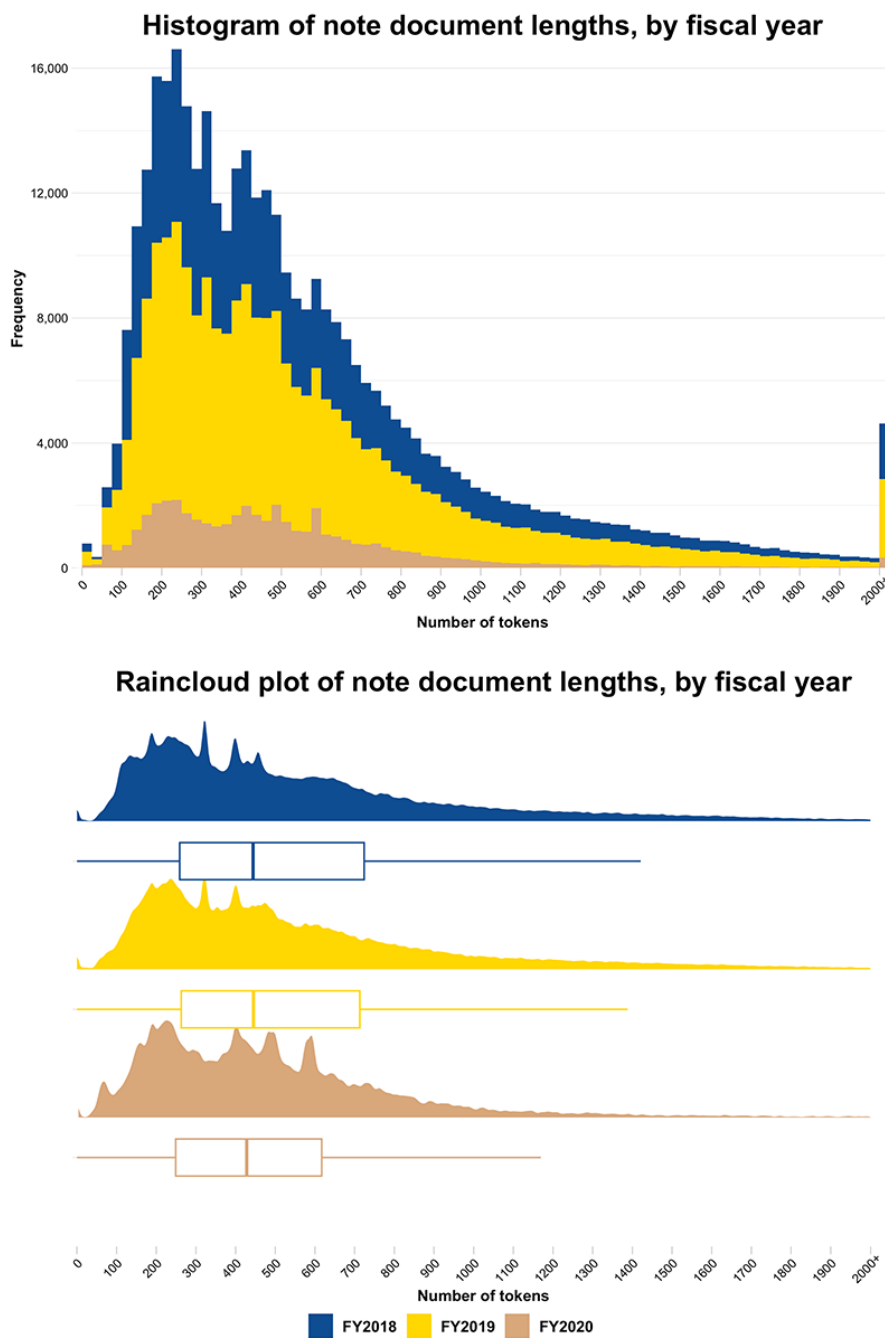 Histogram of note document lengths, by fiscal year
16,000
12,000
8,000
4,000
0
Frequency
0 100 200 300 400 500 600 700 800 900 1000 1100 1200 1300 1400 1500 1600 1700 1800 1900 2000+
Number of tokens
Raincloud plot of note document lengths, by fiscal year
0 100 200 300 400 500 600 700 800 900 1000 1100 1200 1300 1400 1500 1600 1700 1800 1900 2000+
Number of tokens
FY2018 FY2019 FY2020